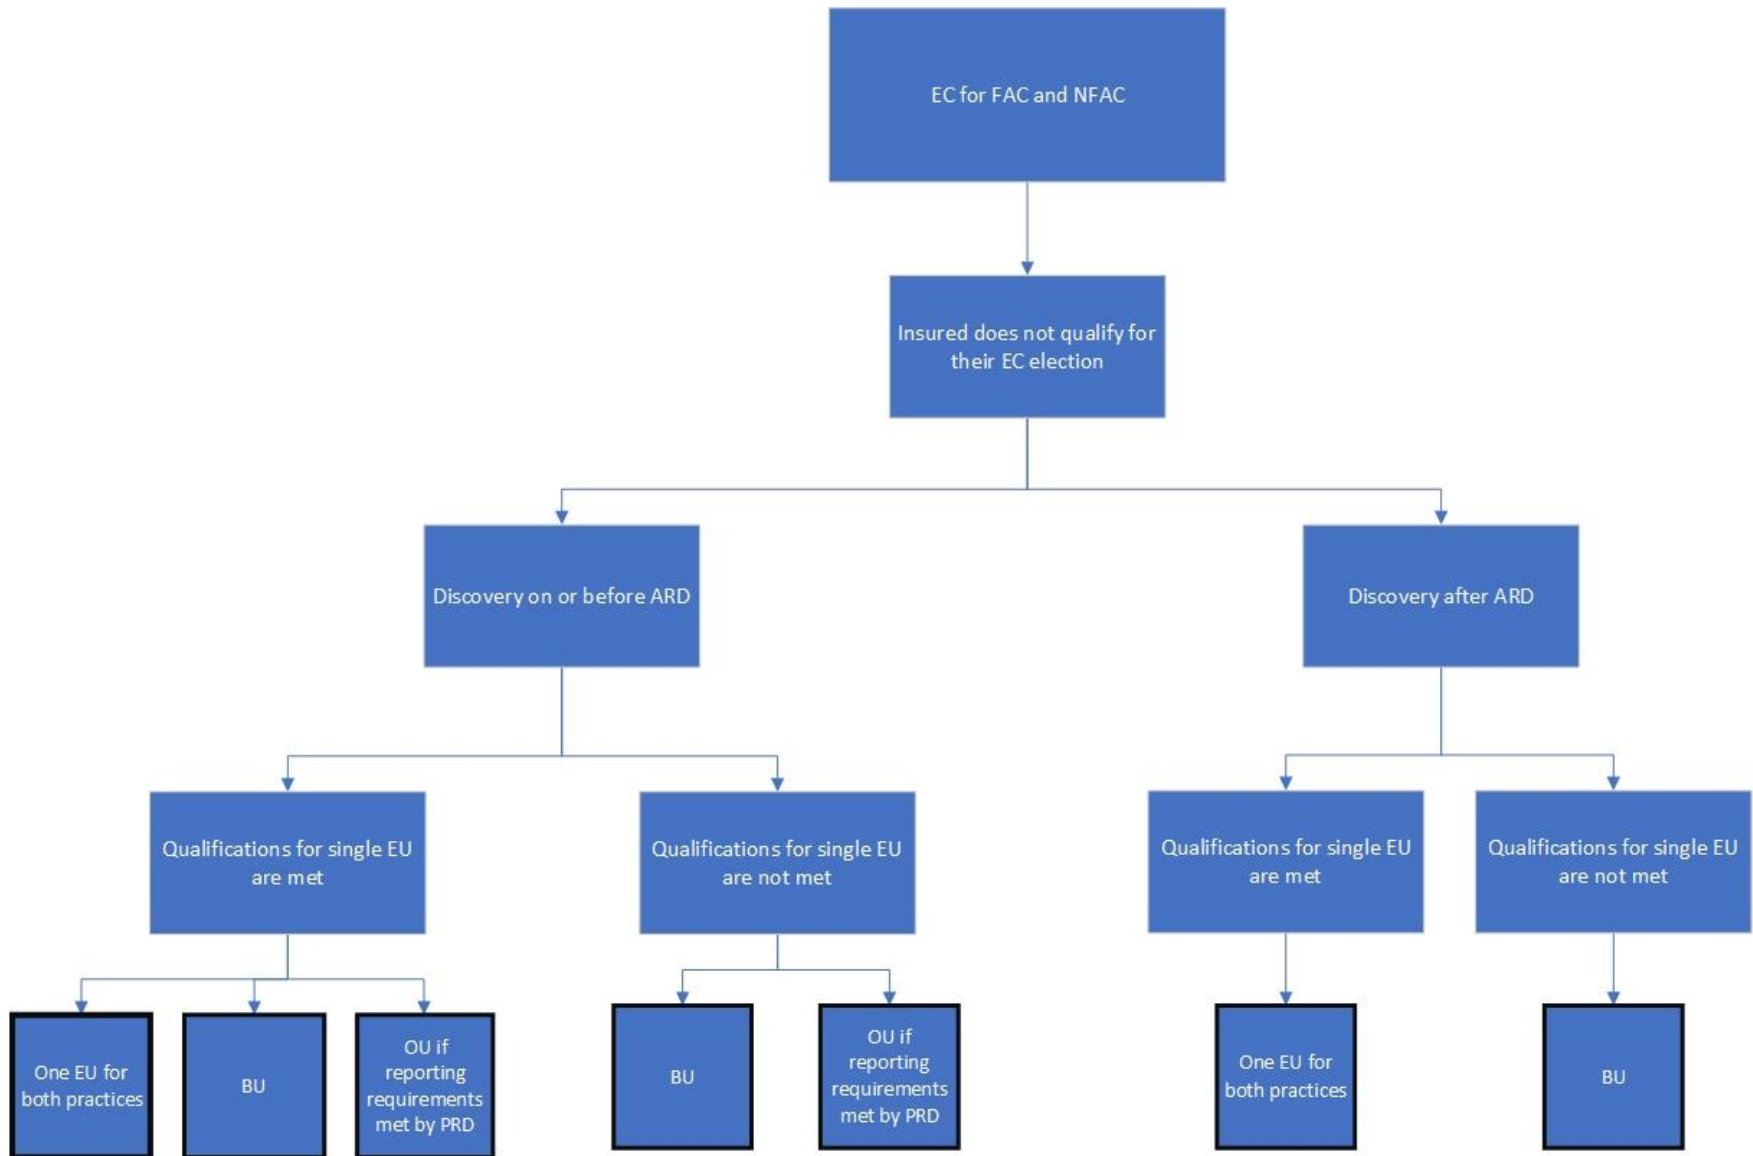 EC for FAC and NFAC
Insured does not qualify for
their EC election
Discovery on or before ARD
Discovery after ARD
Qualifications for single EU
are met
Qualifications for single EU
are not met
Qualifications for single EU
are met
Qualifications for single EU
are not met
One EU for
both practices
BU
OU if
reporting
requirements
met by PRD
BU
OU if
reporting
requirements
met by PRD
One EU for
both practices
BU